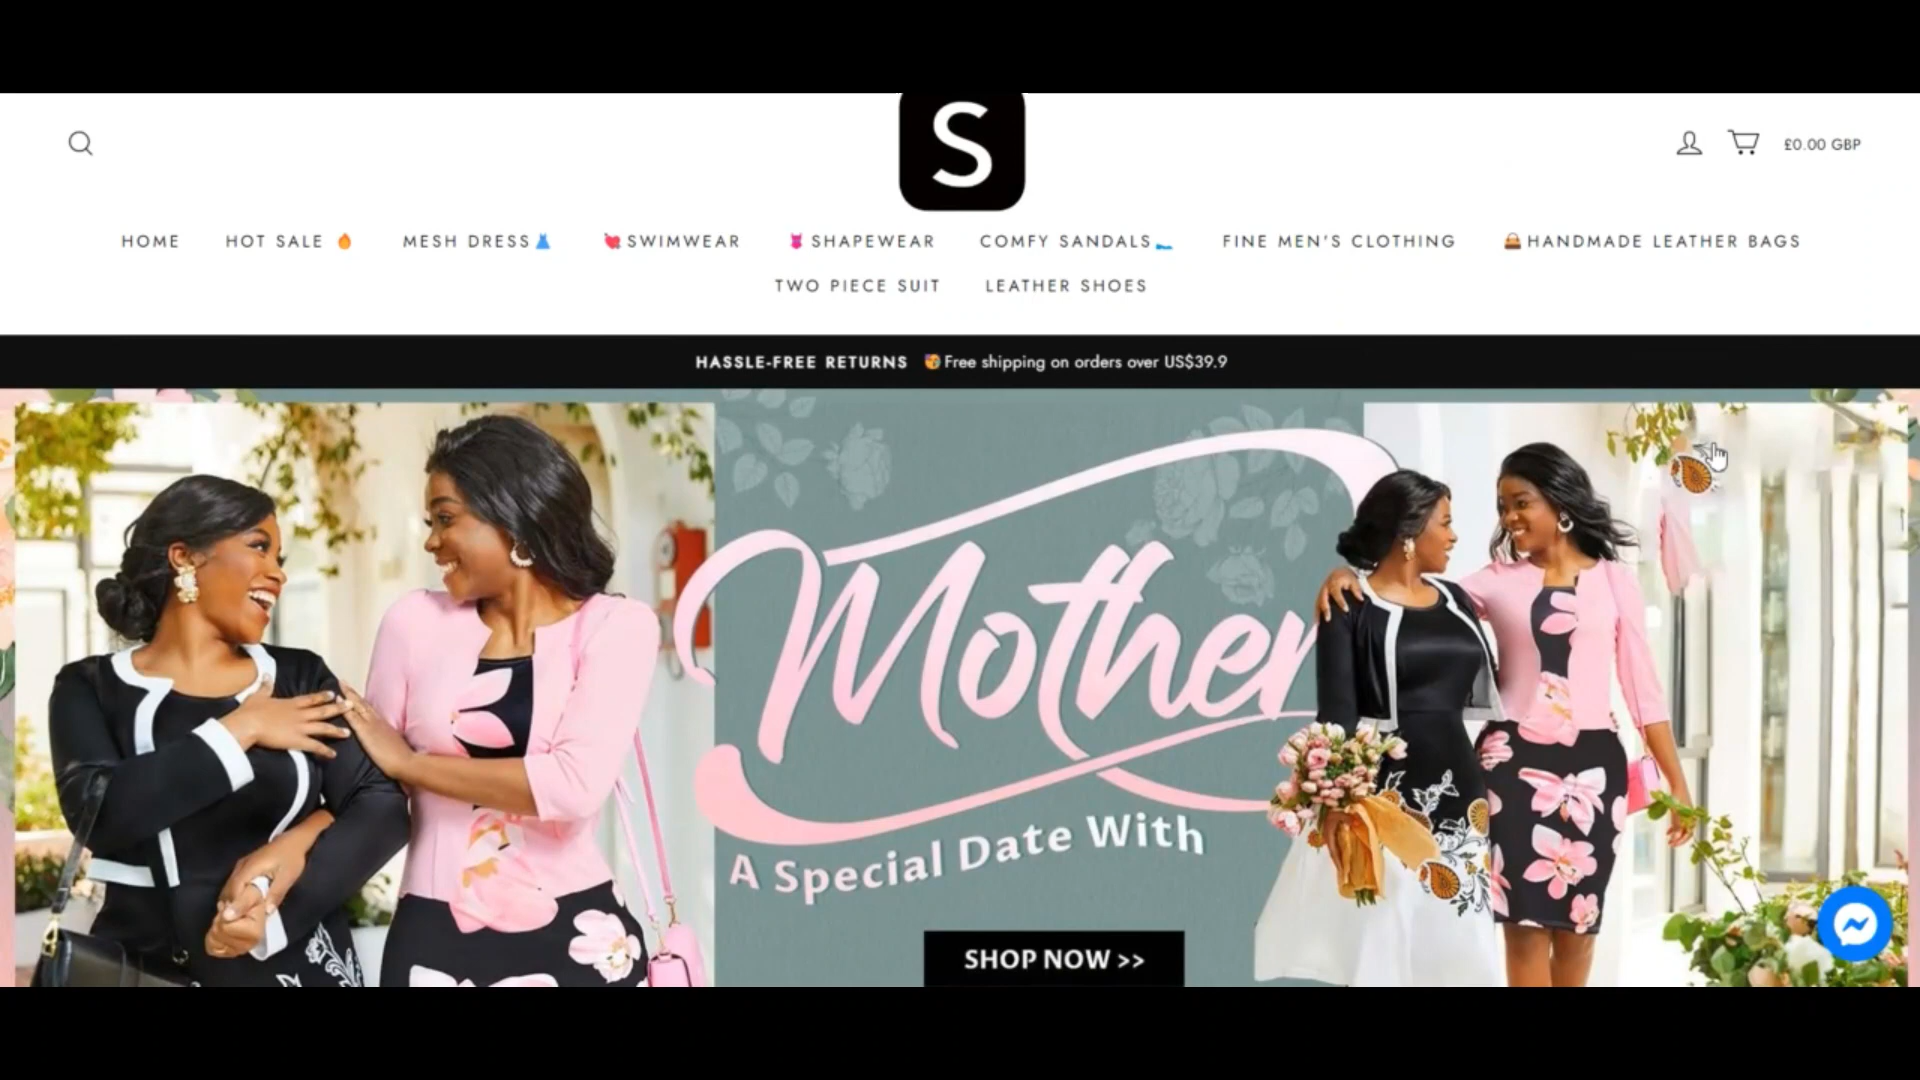 S
£0.00 GBP
HOME HOT SALE 🔥 MESH DRESS👗 💘SWIMWEAR 🩱SHAPEWEAR COMFY SANDALS🥿 FINE MEN'S CLOTHING 👜HANDMADE LEATHER BAGS
TWO PIECE SUIT LEATHER SHOES
HASSLE-FREE RETURNS 🥳Free shipping on orders over US$39.9
Mother
A Special Date With
SHOP NOW >>